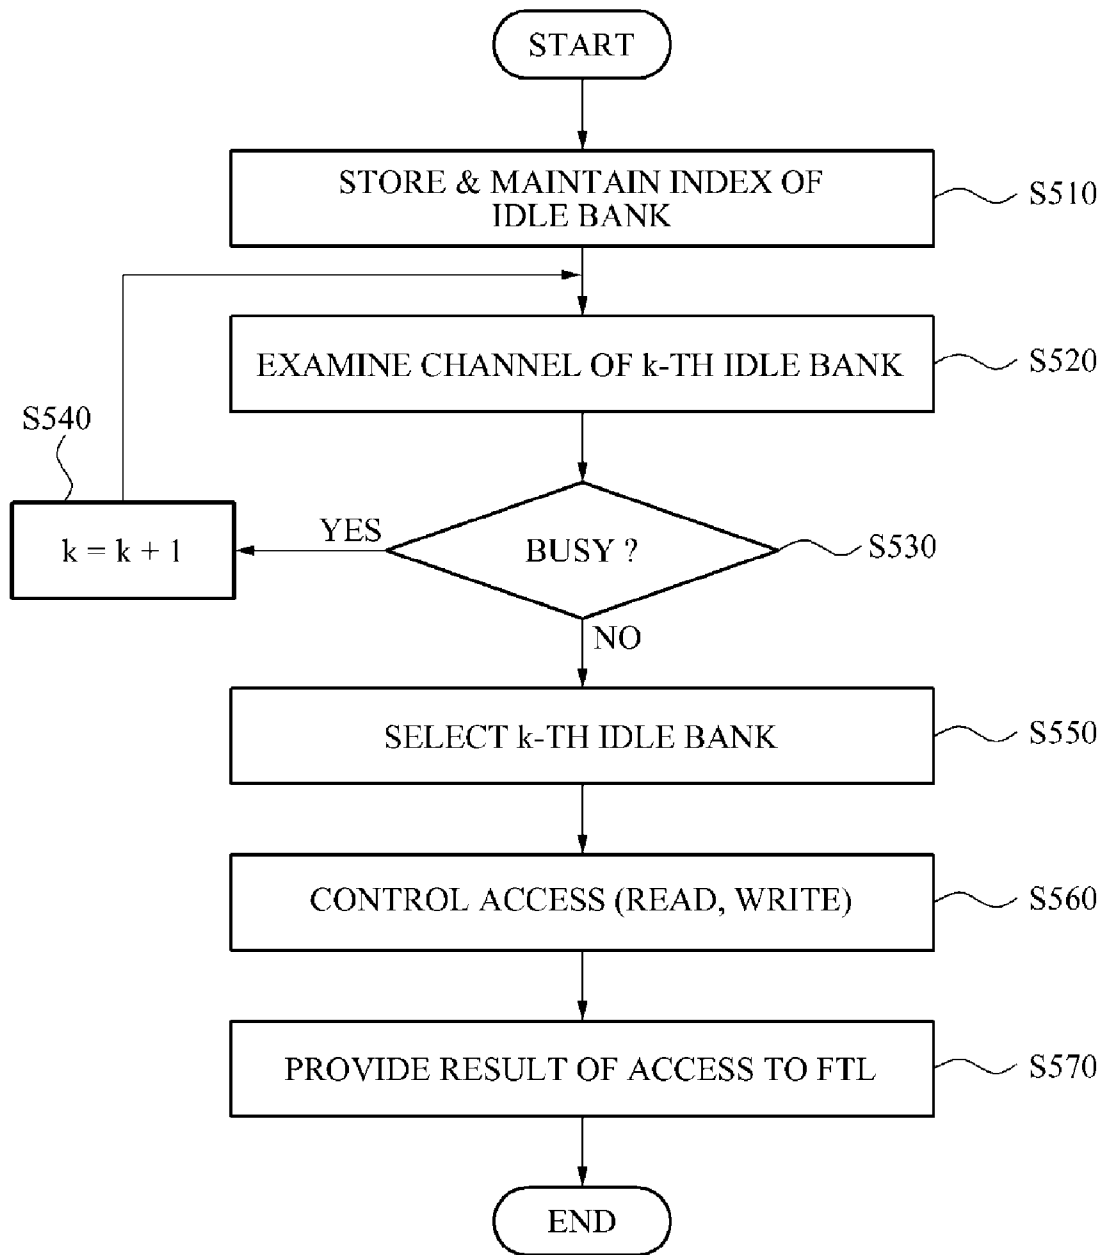 START
STORE & MAINTAIN INDEX OF
IDLE BANK
S510
EXAMINE CHANNEL OF k-TH IDLE BANK
S520
S540
k = k + 1
YES
BUSY ?
S530
NO
SELECT k-TH IDLE BANK
S550
CONTROL ACCESS (READ, WRITE)
S560
PROVIDE RESULT OF ACCESS TO FTL
S570
END